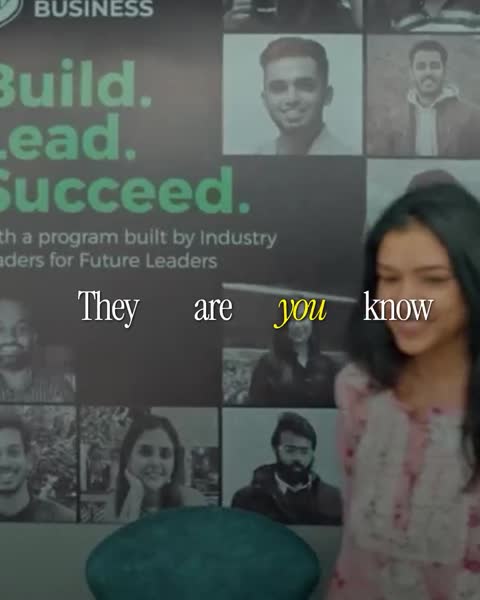 BUSINESS
Build.
Lead.
Succeed.
with a program built by Industry
Leaders for Future Leaders
They are you know